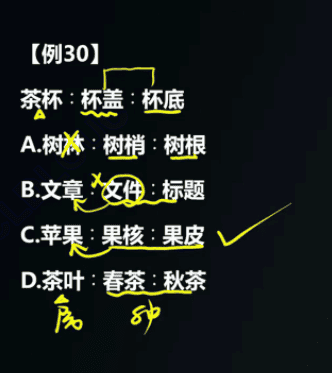 【例30】
茶杯：杯盖：杯底
A.树林：树梢：树根
B.文章：文件：标题
C.苹果：果核：果皮
D.茶叶：春茶：秋茶
属 种